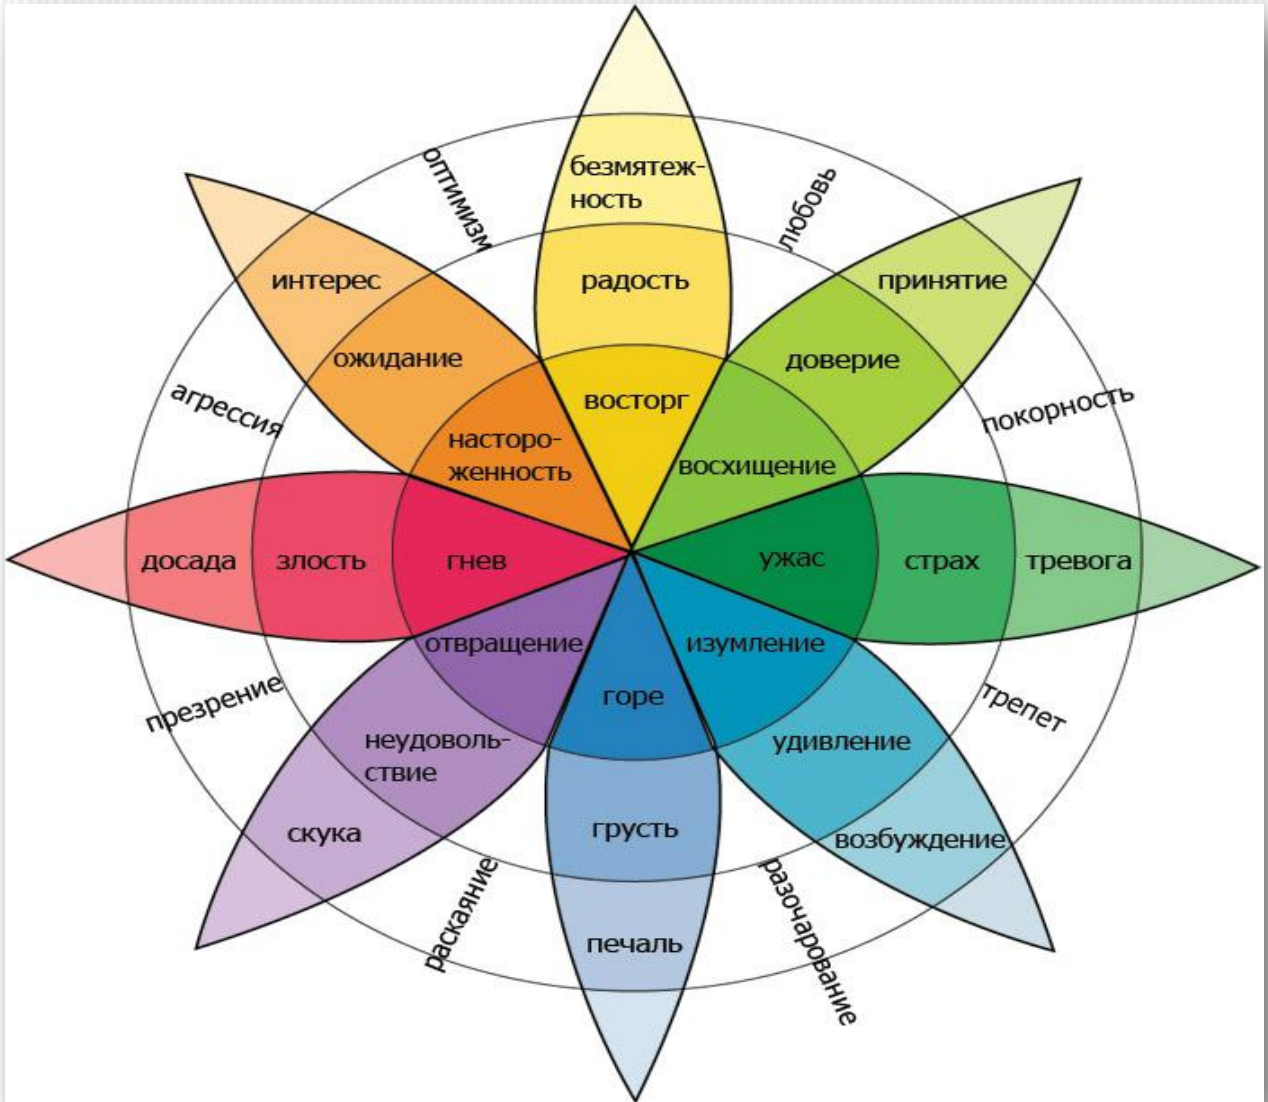 оптимизм
безмятеж-
ность
любовь
интерес
радость
принятие
ожидание
доверие
восторг
агрессия
покорность
насторо-
женность
восхищение
досада
злость
гнев
ужас
страх
тревога
отвращение
изумление
горе
презрение
трепет
неудоволь-
ствие
удивление
скука
грусть
возбуждение
раскаяние
разочарование
печаль